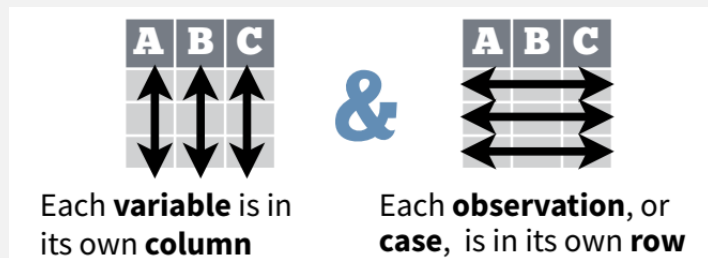 A B C
&
A B C
Each variable is in
its own column
Each observation, or
case, is in its own row